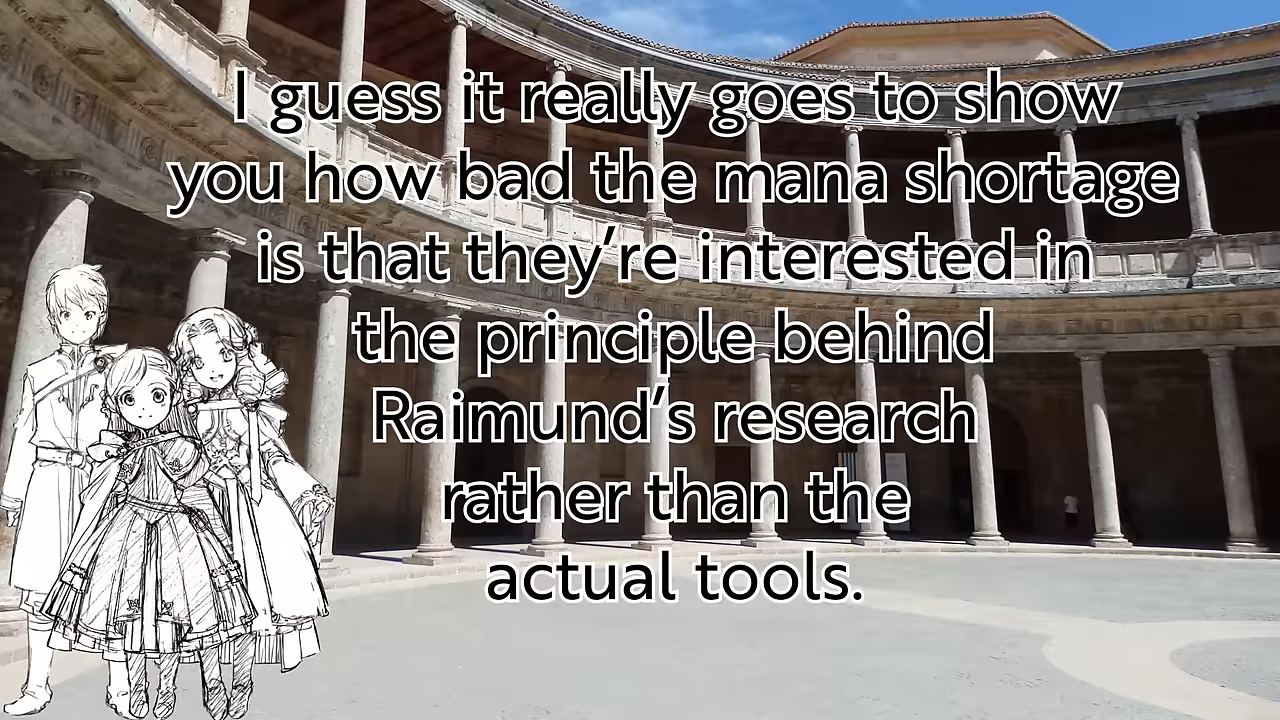 I guess it really goes to show
you how bad the mana shortage
is that they’re interested in
the principle behind
Raimund’s research
rather than the
actual tools.